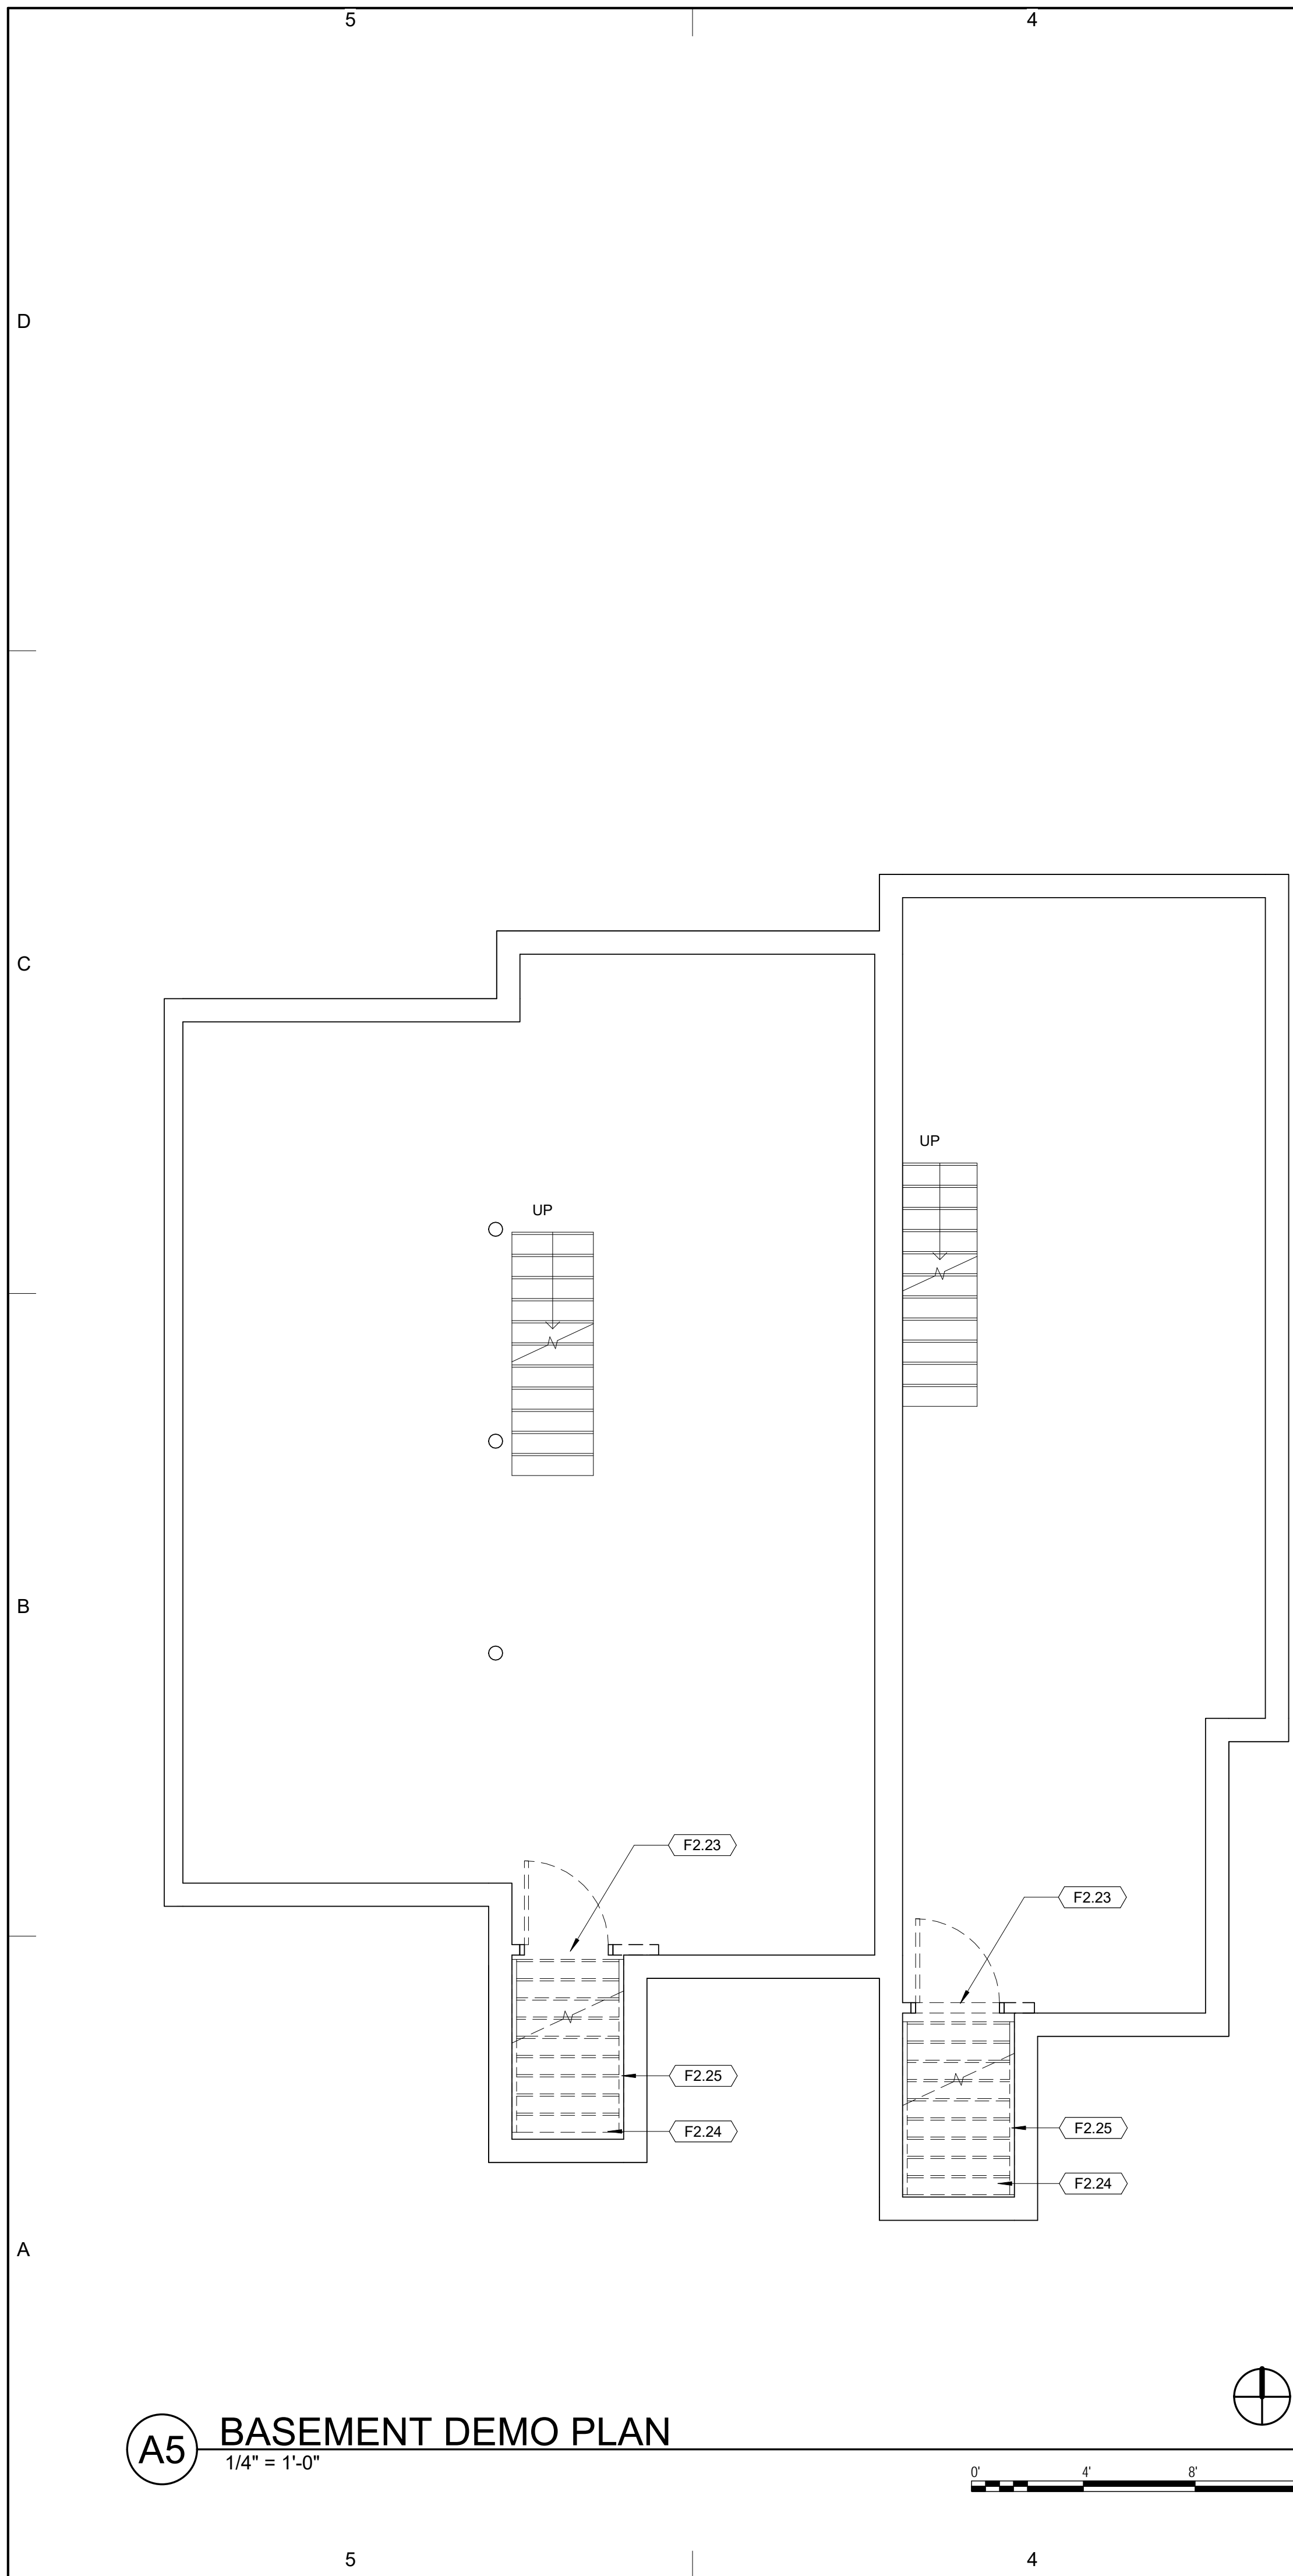 5 4
D
C
UP
UP
B
F2.23
F2.23
F2.25
F2.25
F2.24
F2.24
A
A5 BASEMENT DEMO PLAN
1/4" = 1'-0"
0' 4' 8'
5 4